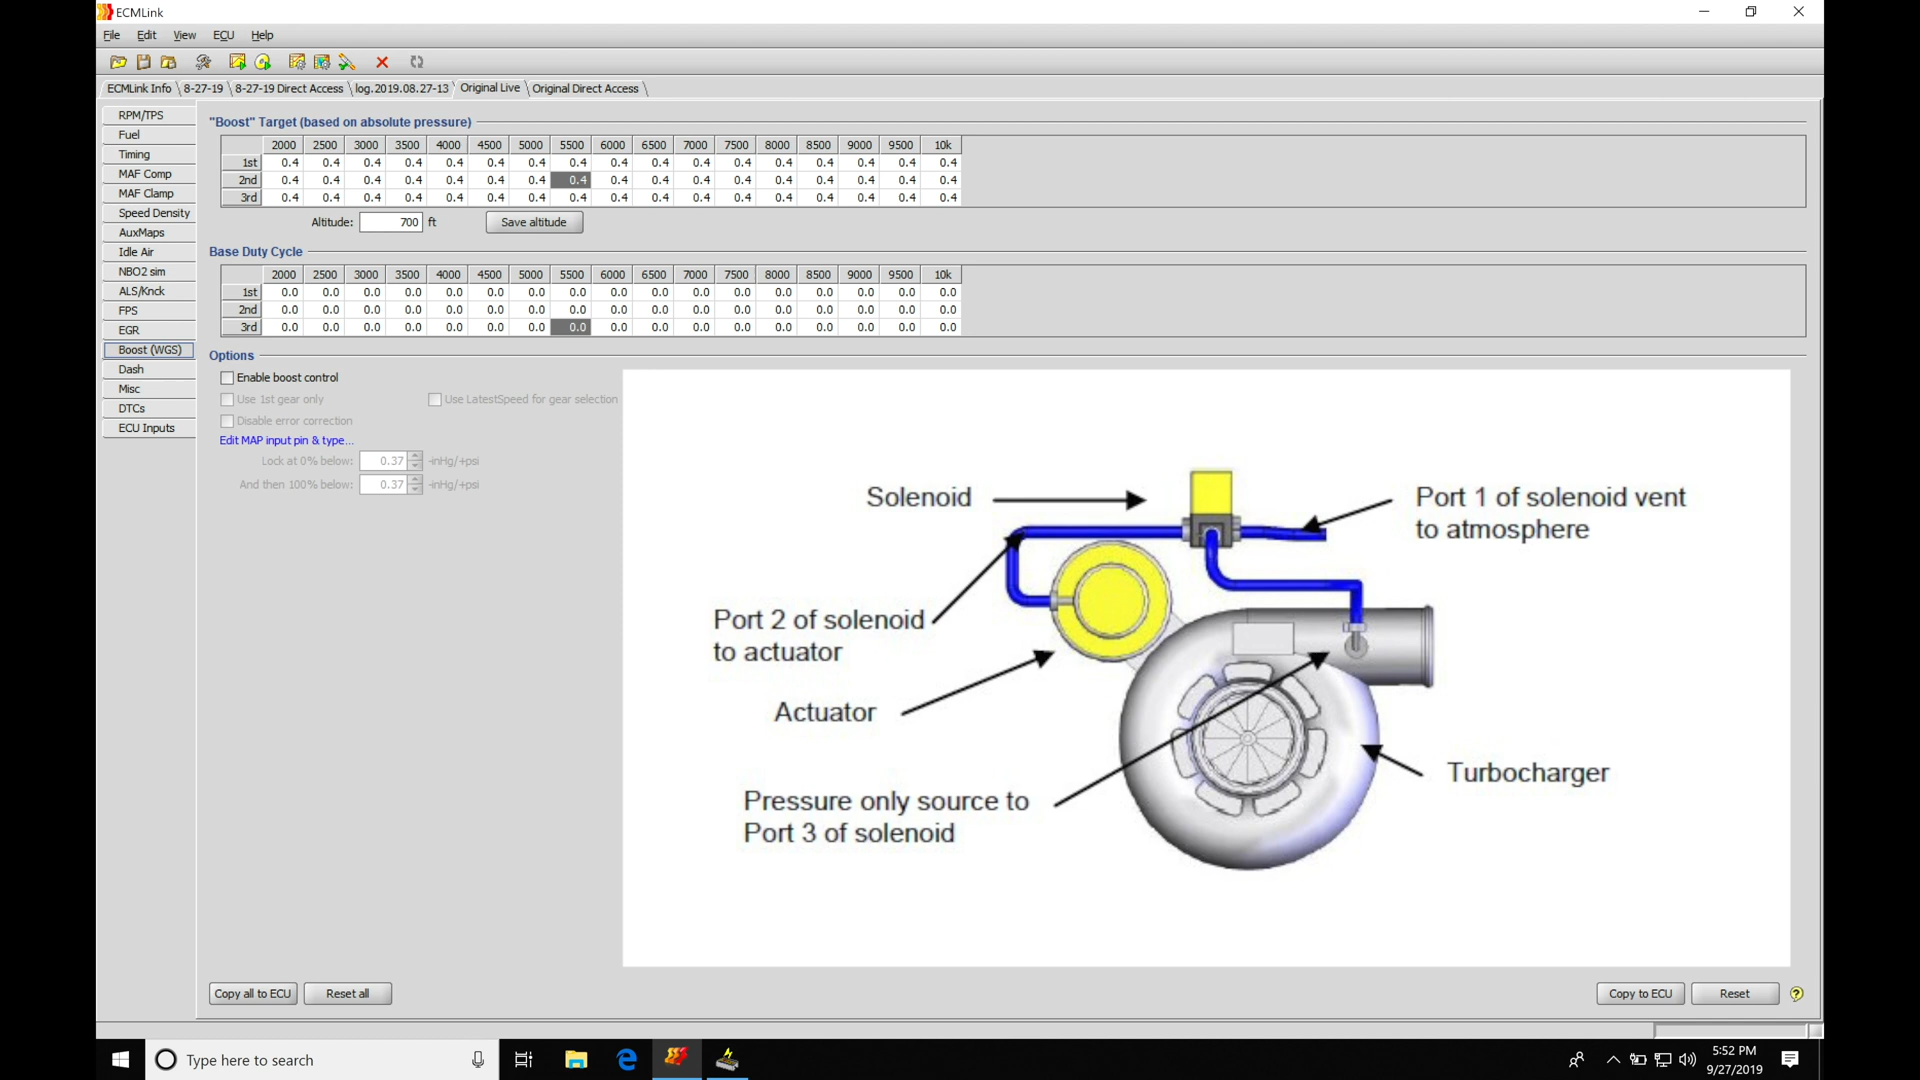 ECMLink
File Edit View ECU Help
ECMLink Info 8-27-19 8-27-19 Direct Access log.2019.08.27-13 Original Live Original Direct Access
RPM/TPS
Fuel
Timing
MAF Comp
MAF Clamp
Speed Density
AuxMaps
Idle Air
NBO2 sim
ALS/Knck
FPS
EGR
Boost (WGS)
Dash
Misc
DTCs
ECU Inputs
"Boost" Target (based on absolute pressure)
2000 2500 3000 3500 4000 4500 5000 5500 6000 6500 7000 7500 8000 8500 9000 9500 10k
1st 0.4 0.4 0.4 0.4 0.4 0.4 0.4 0.4 0.4 0.4 0.4 0.4 0.4 0.4 0.4 0.4 0.4
2nd 0.4 0.4 0.4 0.4 0.4 0.4 0.4 0.4 0.4 0.4 0.4 0.4 0.4 0.4 0.4 0.4 0.4
3rd 0.4 0.4 0.4 0.4 0.4 0.4 0.4 0.4 0.4 0.4 0.4 0.4 0.4 0.4 0.4 0.4 0.4
Altitude: 700 ft Save altitude
Base Duty Cycle
2000 2500 3000 3500 4000 4500 5000 5500 6000 6500 7000 7500 8000 8500 9000 9500 10k
1st 0.0 0.0 0.0 0.0 0.0 0.0 0.0 0.0 0.0 0.0 0.0 0.0 0.0 0.0 0.0 0.0 0.0
2nd 0.0 0.0 0.0 0.0 0.0 0.0 0.0 0.0 0.0 0.0 0.0 0.0 0.0 0.0 0.0 0.0 0.0
3rd 0.0 0.0 0.0 0.0 0.0 0.0 0.0 0.0 0.0 0.0 0.0 0.0 0.0 0.0 0.0 0.0 0.0
Options
Enable boost control
Use 1st gear only Use LatestSpeed for gear selection
Disable error correction
Edit MAP input pin & type...
Lock at 0% below: 0.37 -inHg/+psi
And then 100% below: 0.37 -inHg/+psi
Solenoid
Port 1 of solenoid vent
to atmosphere
Port 2 of solenoid
to actuator
Actuator
Turbocharger
Pressure only source to
Port 3 of solenoid
Copy all to ECU Reset all Copy to ECU Reset ?
Type here to search
5:52 PM
9/27/2019